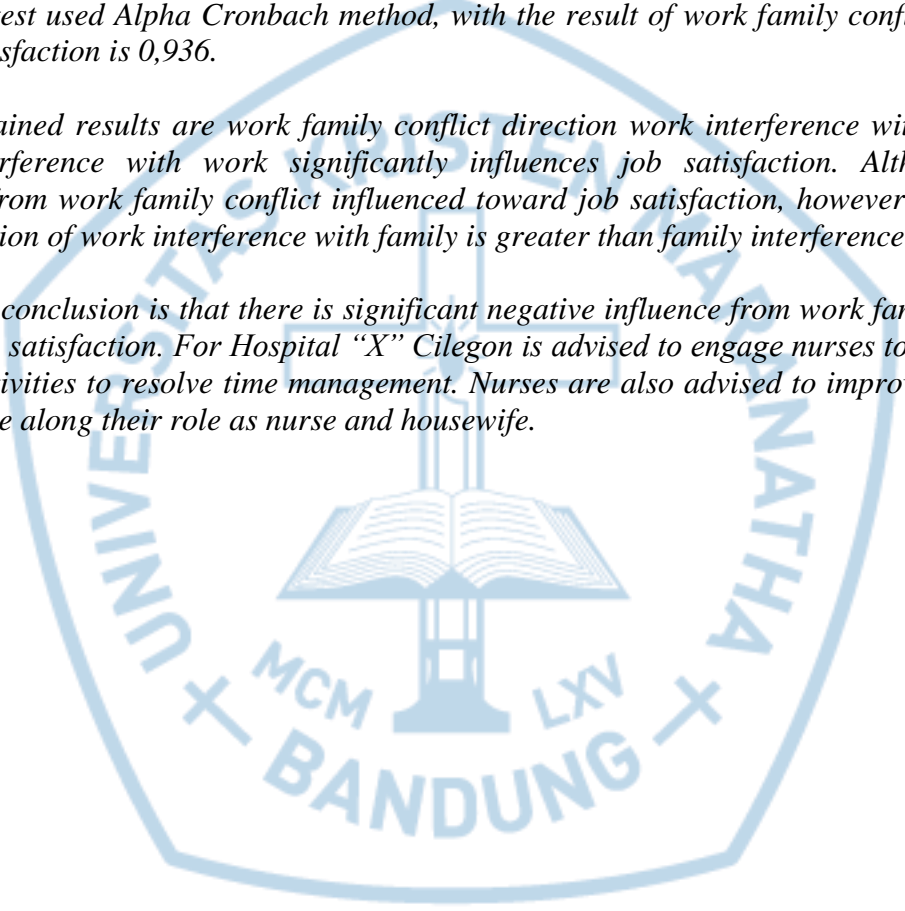 est used Alpha Cronbach method, with the result of work family conf
sfaction is 0,936.
ained results are work family conflict direction work interference wi
rference with work significantly influences job satisfaction. Alth
rom work family conflict influenced toward job satisfaction, however
ion of work interference with family is greater than family interference
conclusion is that there is significant negative influence from work fa
satisfaction. For Hospital “X” Cilegon is advised to engage nurses to
ivities to resolve time management. Nurses are also advised to improv
e along their role as nurse and housewife.
UNIVERSITAS KRISTEN MARANATHA
MCM LXV
BANDUNG